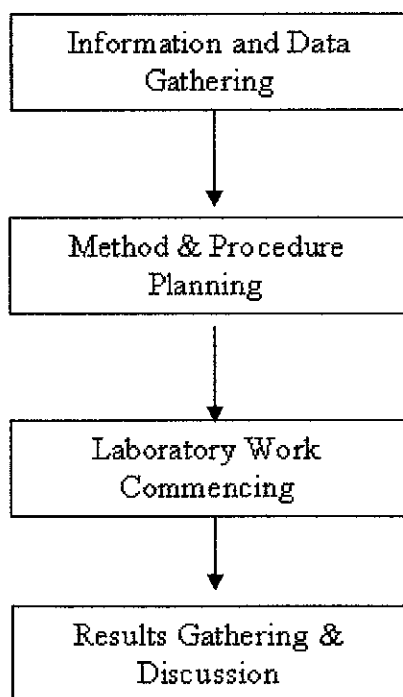 Information and Data
Gathering
Method & Procedure
Planning
Laboratory Work
Commencing
Results Gathering &
Discussion